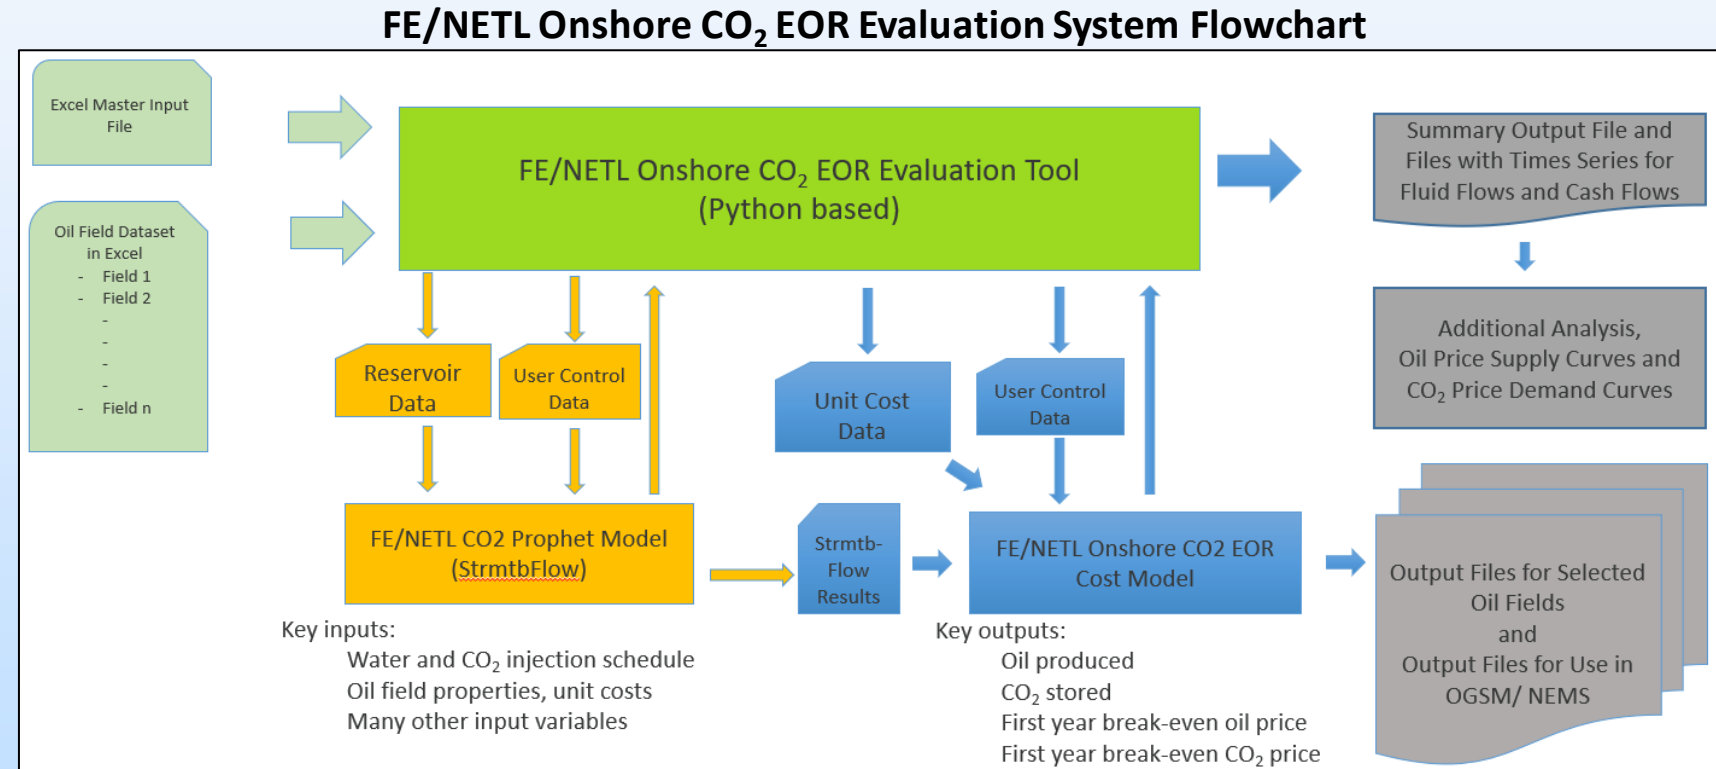 FE/NETL Onshore CO₂ EOR Evaluation System Flowchart
Excel Master Input
File
Oil Field Dataset
in Excel
- Field 1
- Field 2
-
-
-
-
- Field n
FE/NETL Onshore CO₂ EOR Evaluation Tool
(Python based)
Summary Output File and
Files with Times Series for
Fluid Flows and Cash Flows
Additional Analysis,
Oil Price Supply Curves and
CO₂ Price Demand Curves
Reservoir
Data
User Control
Data
Unit Cost
Data
User Control
Data
FE/NETL CO2 Prophet Model
(StrmtbFlow)
Strmtb-
Flow
Results
FE/NETL Onshore CO2 EOR
Cost Model
Output Files for Selected
Oil Fields
and
Output Files for Use in
OGSM/ NEMS
Key inputs:
Water and CO₂ injection schedule
Oil field properties, unit costs
Many other input variables
Key outputs:
Oil produced
CO₂ stored
First year break-even oil price
First year break-even CO₂ price